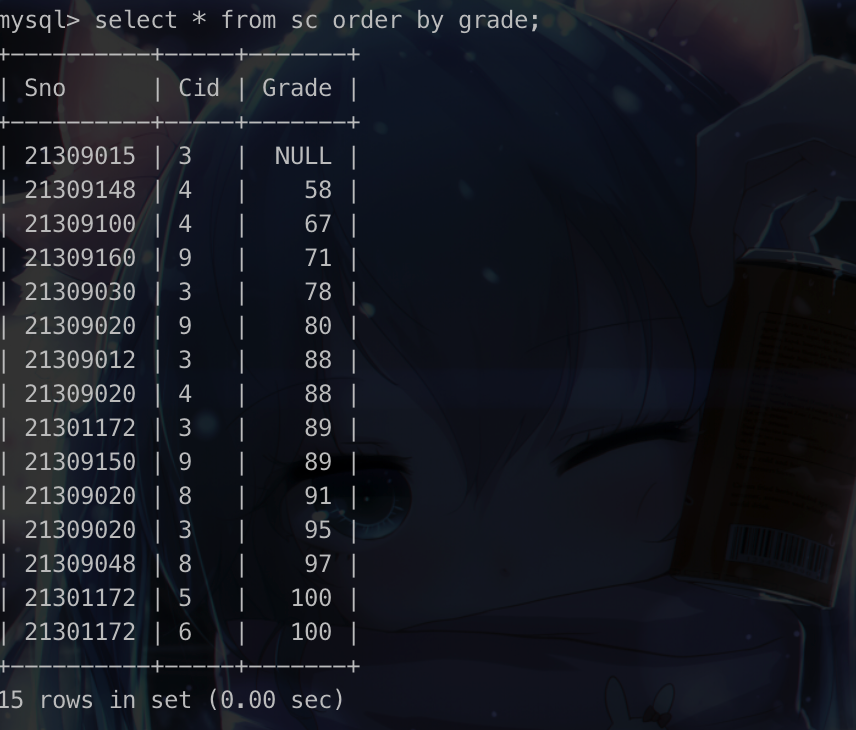 mysql> select * from sc order by grade;
+----------+-----+-------+
| Sno      | Cid | Grade |
+----------+-----+-------+
| 21309015 | 3   |  NULL |
| 21309148 | 4   |    58 |
| 21309100 | 4   |    67 |
| 21309160 | 9   |    71 |
| 21309030 | 3   |    78 |
| 21309020 | 9   |    80 |
| 21309012 | 3   |    88 |
| 21309020 | 4   |    88 |
| 21301172 | 3   |    89 |
| 21309150 | 9   |    89 |
| 21309020 | 8   |    91 |
| 21309020 | 3   |    95 |
| 21309048 | 8   |    97 |
| 21301172 | 5   |   100 |
| 21301172 | 6   |   100 |
+----------+-----+-------+
15 rows in set (0.00 sec)